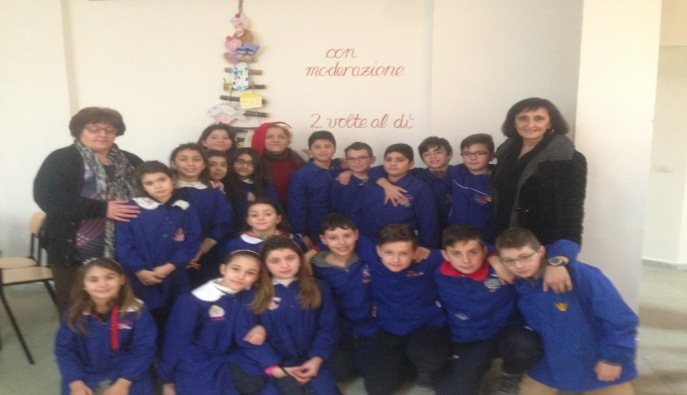 con
moderazione
2 volte al dì